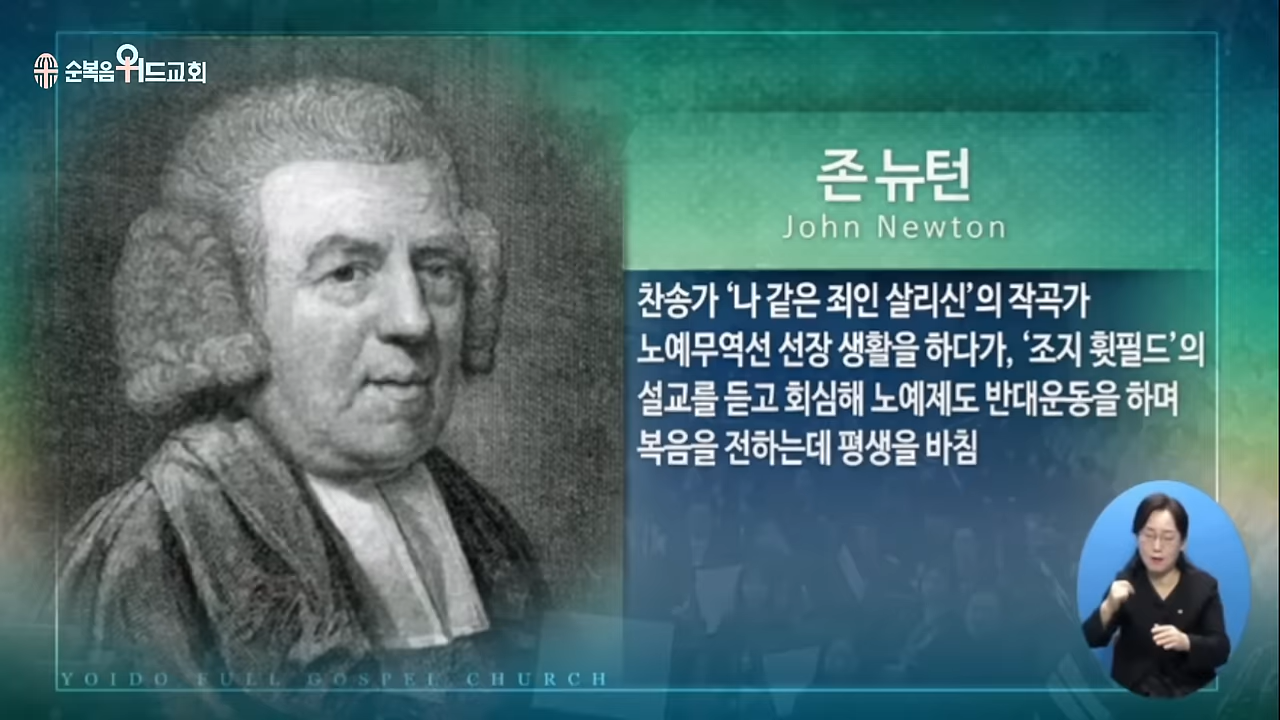 순복음워드교회
존 뉴턴
John Newton
찬송가 ‘나 같은 죄인 살리신’의 작곡가
노예무역선 선장 생활을 하다가, ‘조지 휫필드’의
설교를 듣고 회심해 노예제도 반대운동을 하며
복음을 전하는데 평생을 바침
YOIDO FULL GOSPEL CHURCH